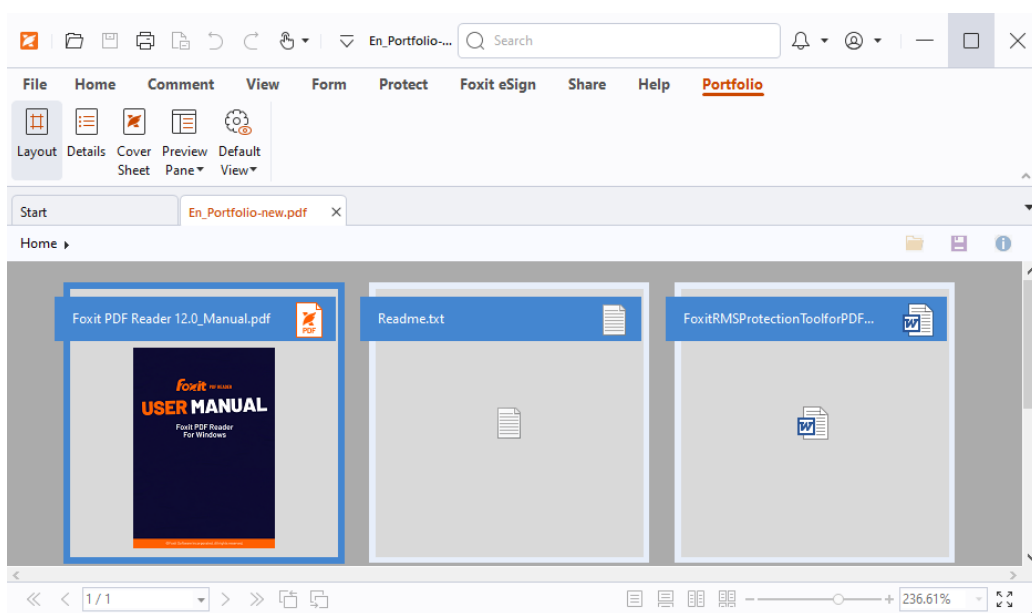 En_Portfolio-... Search
File Home Comment View Form Protect Foxit eSign Share Help Portfolio
Layout Details Cover Sheet Preview Pane Default View
Start En_Portfolio-new.pdf
Home
Foxit PDF Reader 12.0_Manual.pdf
PDF
Readme.txt
FoxitRMSProtectionToolforPDF...
W
foxit PDF READER
USER MANUAL
Foxit PDF Reader
For Windows
W
1 / 1
236.61%